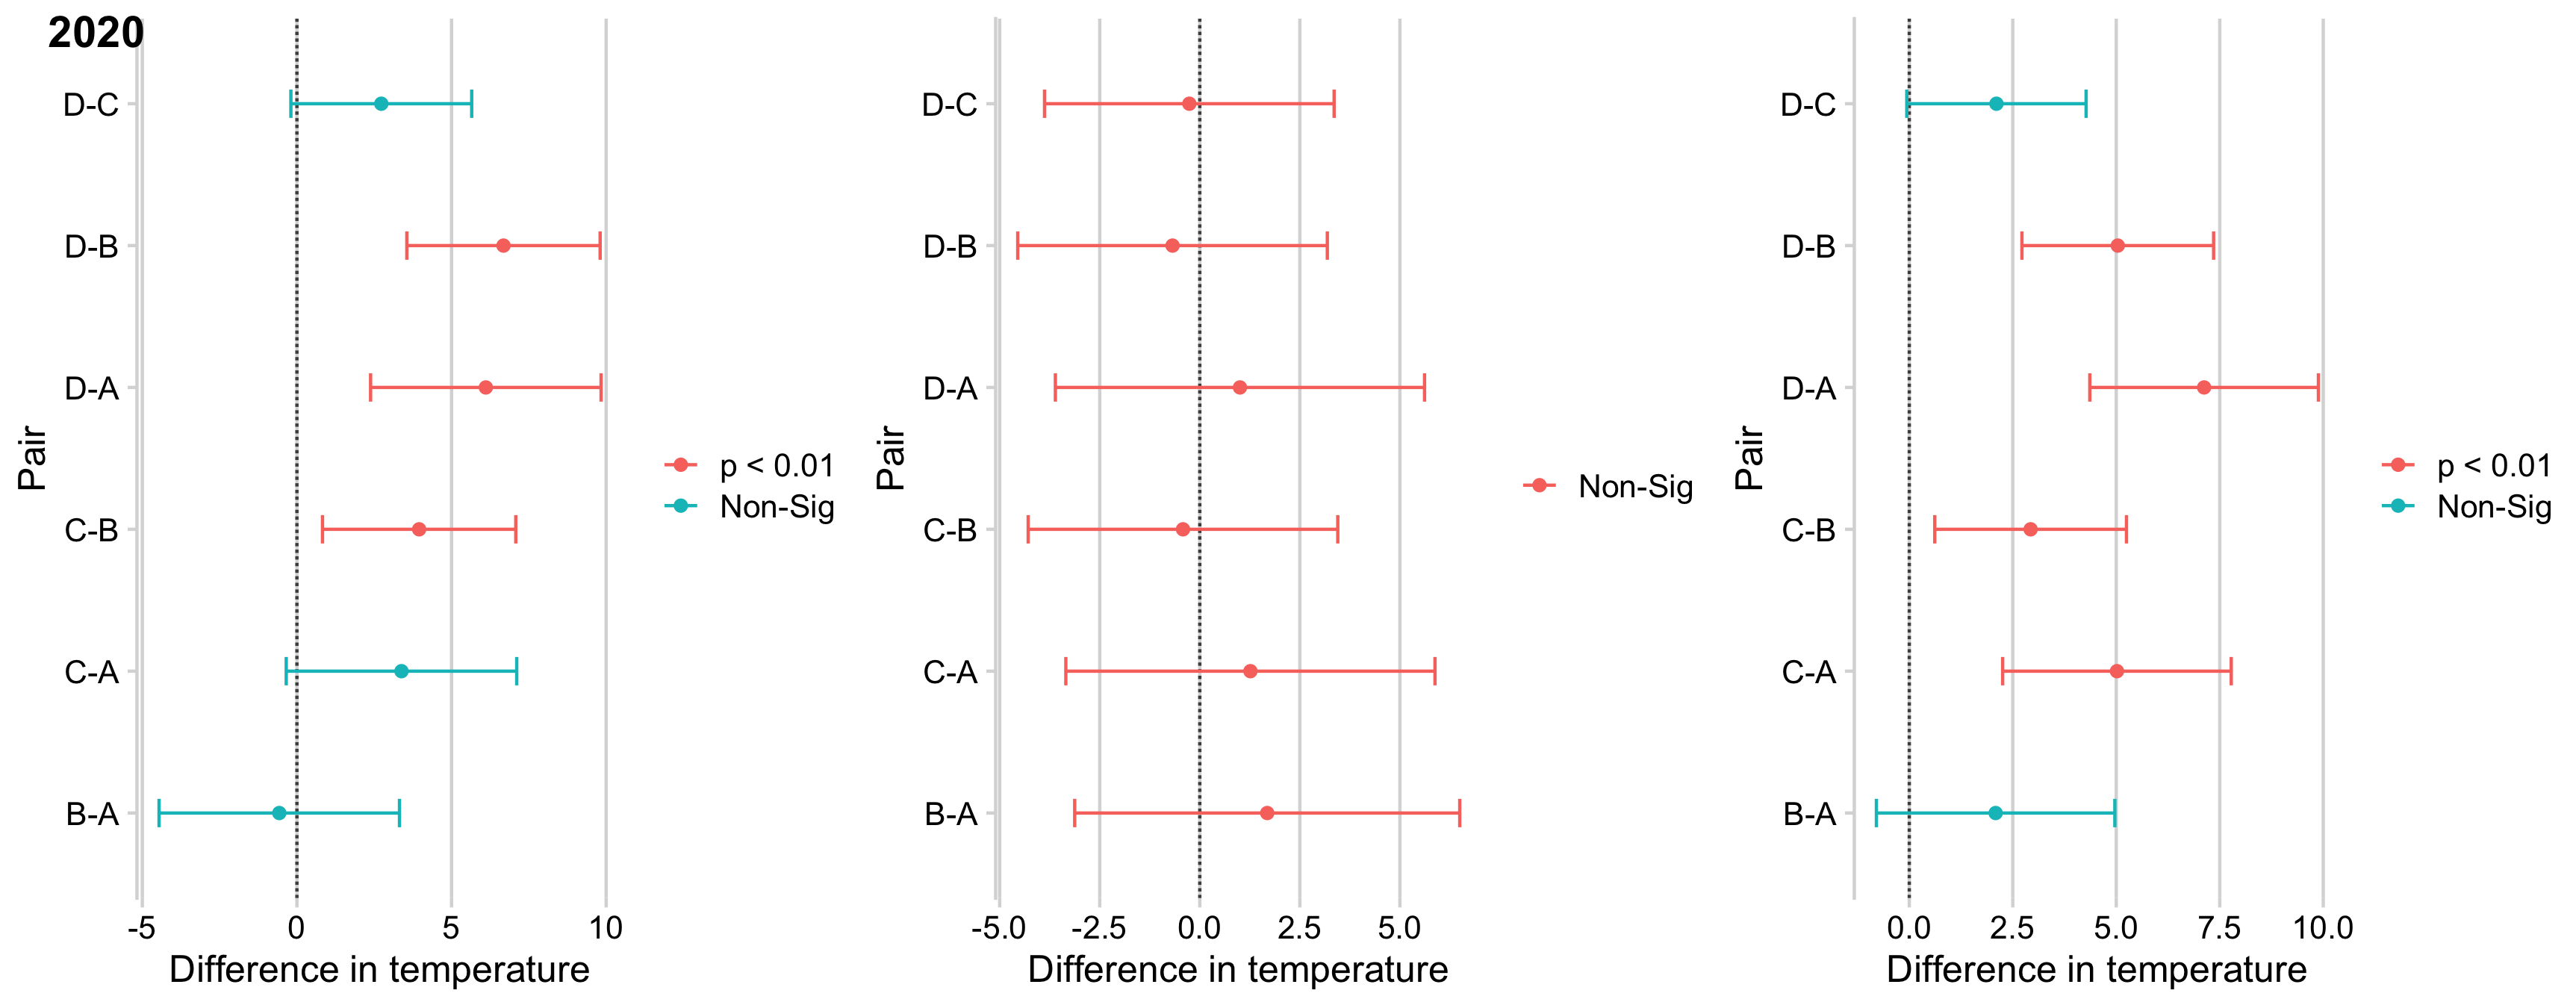 2020
D-C
D-B
D-A
C-B
C-A
B-A
Pair
-5 0 5 10
Difference in temperature
p < 0.01
Non-Sig
D-C
D-B
D-A
C-B
C-A
B-A
Pair
-5.0 -2.5 0.0 2.5 5.0
Difference in temperature
Non-Sig
D-C
D-B
D-A
C-B
C-A
B-A
Pair
0.0 2.5 5.0 7.5 10.0
Difference in temperature
p < 0.01
Non-Sig